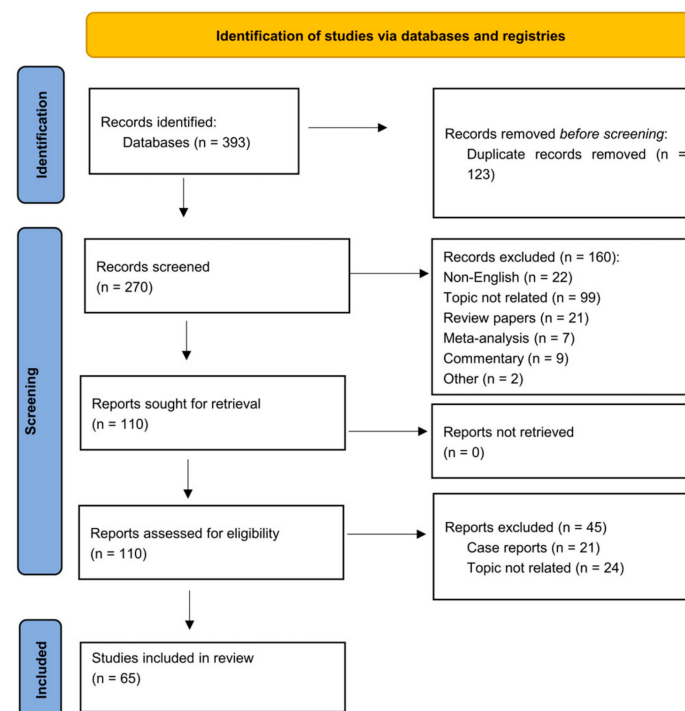 Identification of studies via databases and registries
Identification
Records identified:
Databases (n = 393)
Records removed before screening:
Duplicate records removed (n =
123)
Screening
Records screened
(n = 270)
Records excluded (n = 160):
Non-English (n = 22)
Topic not related (n = 99)
Review papers (n = 21)
Meta-analysis (n = 7)
Commentary (n = 9)
Other (n = 2)
Reports sought for retrieval
(n = 110)
Reports not retrieved
(n = 0)
Reports assessed for eligibility
(n = 110)
Reports excluded (n = 45)
Case reports (n = 21)
Topic not related (n = 24)
Included
Studies included in review
(n = 65)